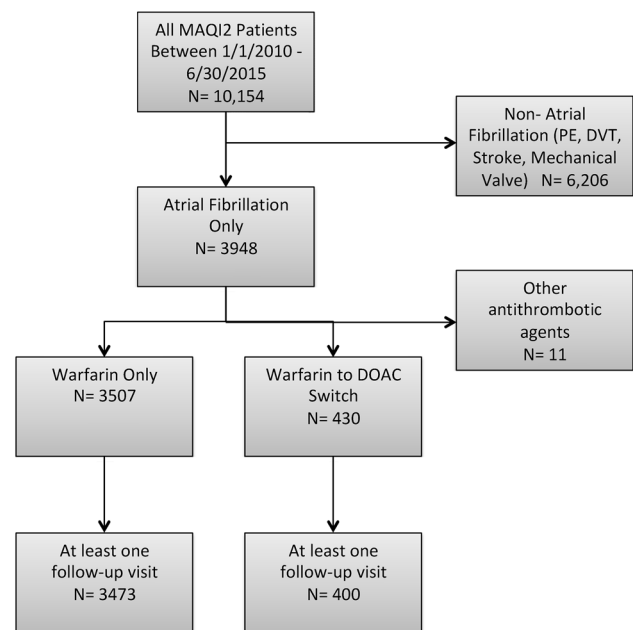 All MAQI2 Patients
Between 1/1/2010 -
6/30/2015
N= 10,154
Non- Atrial
Fibrillation (PE, DVT,
Stroke, Mechanical
Valve) N= 6,206
Atrial Fibrillation
Only
N= 3948
Other
antithrombotic
agents
N= 11
Warfarin Only
N= 3507
Warfarin to DOAC
Switch
N= 430
At least one
follow-up visit
N= 3473
At least one
follow-up visit
N= 400